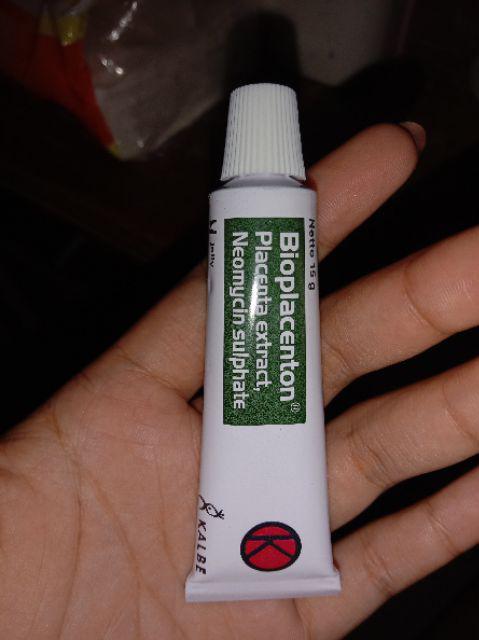 Netto 15 g
Bioplacenton®
Placenta extract,
Neomycin sulphate
Jelly
KALBE
K